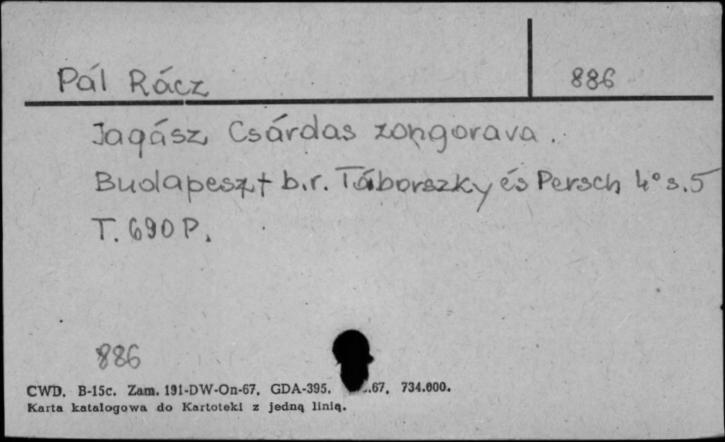 Pál Rácz 886
Jagász, Csárdas zongorava.
Budapeszt b.r. Táborszky és Persch 4° s.5
T. 690 P.
886
CWD. B-15c. Zam. 191-DW-On-67. GDA-395. .67. 734.000.
Karta katalogowa do Kartoteki z jedną linią.